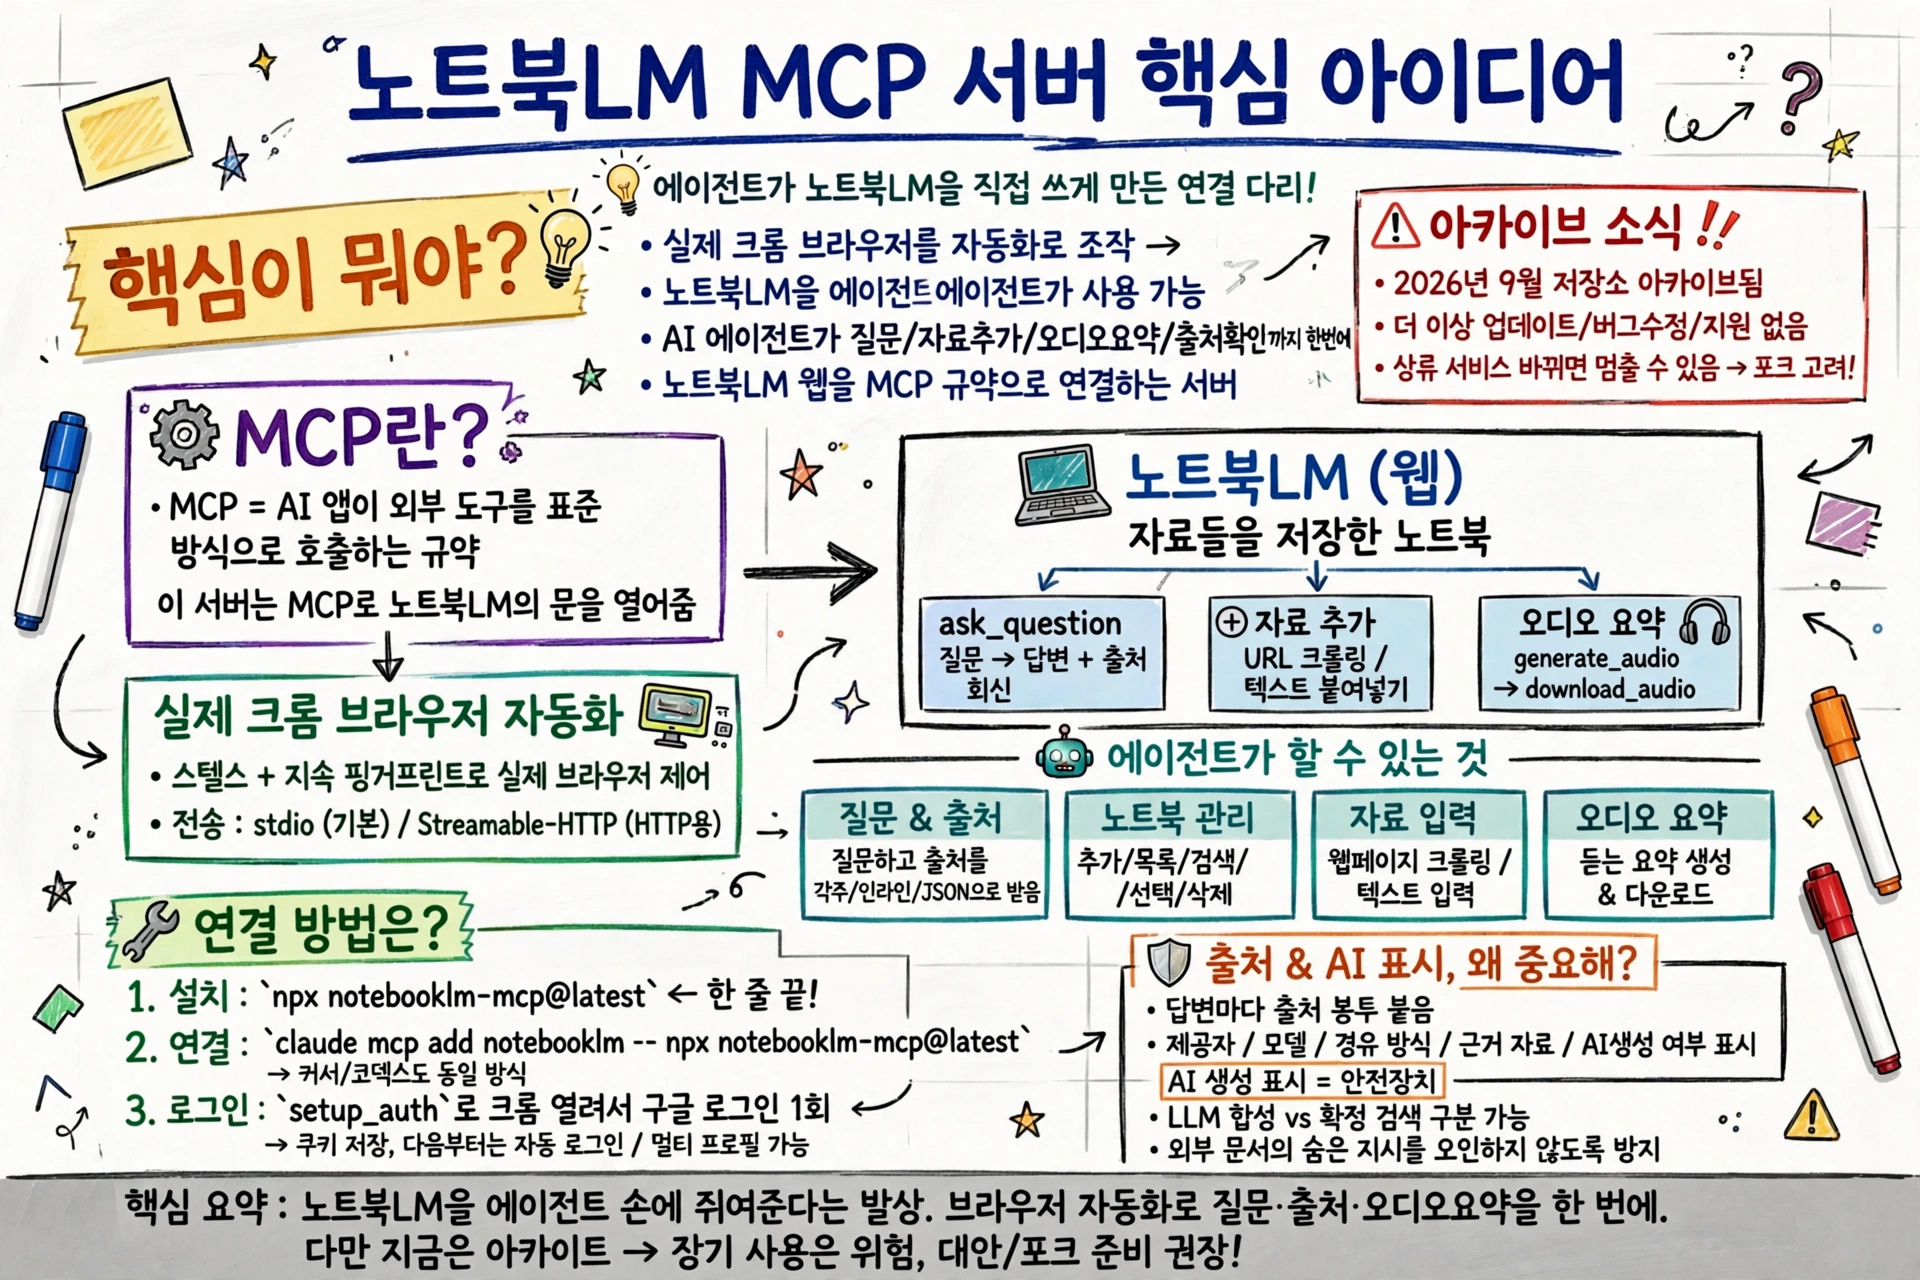 노트북LM MCP 서버 핵심 아이디어
핵심이 뭐야?
에이전트가 노트북LM을 직접 쓰게 만든 연결 다리!
• 실제 크롬 브라우저를 자동화로 조작 →
• 노트북LM을 에이전트에이전트가 사용 가능
• AI 에이전트가 질문/자료추가/오디오요약/출처확인까지 한번에
• 노트북LM 웹을 MCP 규약으로 연결하는 서버
아카이브 소식 !!
• 2026년 9월 저장소 아카이브됨
• 더 이상 업데이트/버그수정/지원 없음
• 상류 서비스 바뀌면 멈출 수 있음 → 포크 고려!
MCP란?
• MCP = AI 앱이 외부 도구를 표준
방식으로 호출하는 규약
이 서버는 MCP로 노트북LM의 문을 열어줌
실제 크롬 브라우저 자동화
• 스텔스 + 지속 핑거프린트로 실제 브라우저 제어
• 전송 : stdio (기본) / Streamable-HTTP (HTTP용)
노트북LM (웹)
자료들을 저장한 노트북
ask_question
질문 → 답변 + 출처
회신
자료 추가
URL 크롤링 /
텍스트 붙여넣기
오디오 요약
generate_audio
→ download_audio
에이전트가 할 수 있는 것
질문 & 출처
질문하고 출처를
각주/인라인/JSON으로 받음
노트북 관리
추가/목록/검색/
/선택/삭제
자료 입력
웹페이지 크롤링 /
텍스트 입력
오디오 요약
듣는 요약 생성
& 다운로드
연결 방법은?
1. 설치 : `npx notebooklm-mcp@latest` ← 한 줄 끝!
2. 연결 : `claude mcp add notebooklm -- npx notebooklm-mcp@latest`
→ 커서/코덱스도 동일 방식
3. 로그인 : `setup_auth`로 크롬 열려서 구글 로그인 1회
→ 쿠키 저장, 다음부터는 자동 로그인 / 멀티 프로필 가능
출처 & AI 표시, 왜 중요해?
• 답변마다 출처 봉투 붙음
• 제공자 / 모델 / 경유 방식 / 근거 자료 / AI생성 여부 표시
AI 생성 표시 = 안전장치
• LLM 합성 vs 확정 검색 구분 가능
• 외부 문서의 숨은 지시를 오인하지 않도록 방지
핵심 요약 : 노트북LM을 에이전트 손에 쥐여준다는 발상. 브라우저 자동화로 질문·출처·오디오요약을 한 번에.
다만 지금은 아카이트 → 장기 사용은 위험, 대안/포크 준비 권장!